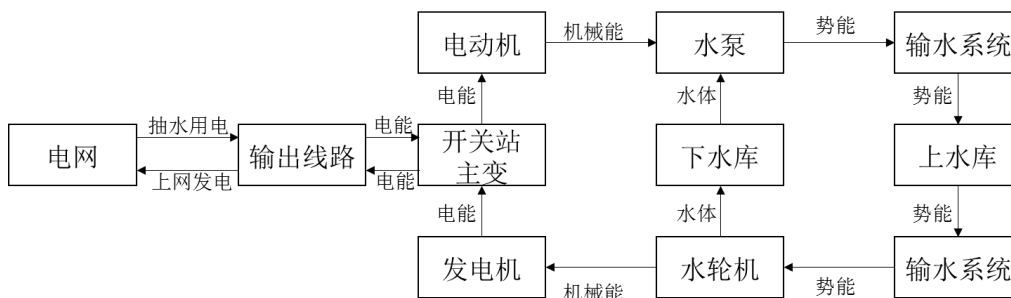 电动机
机械能
水泵
势能
输水系统
电能
水体
势能
电网
抽水用电
上网发电
输出线路
电能
电能
开关站
主变
下水库
上水库
电能
水体
势能
发电机
机械能
水轮机
势能
输水系统